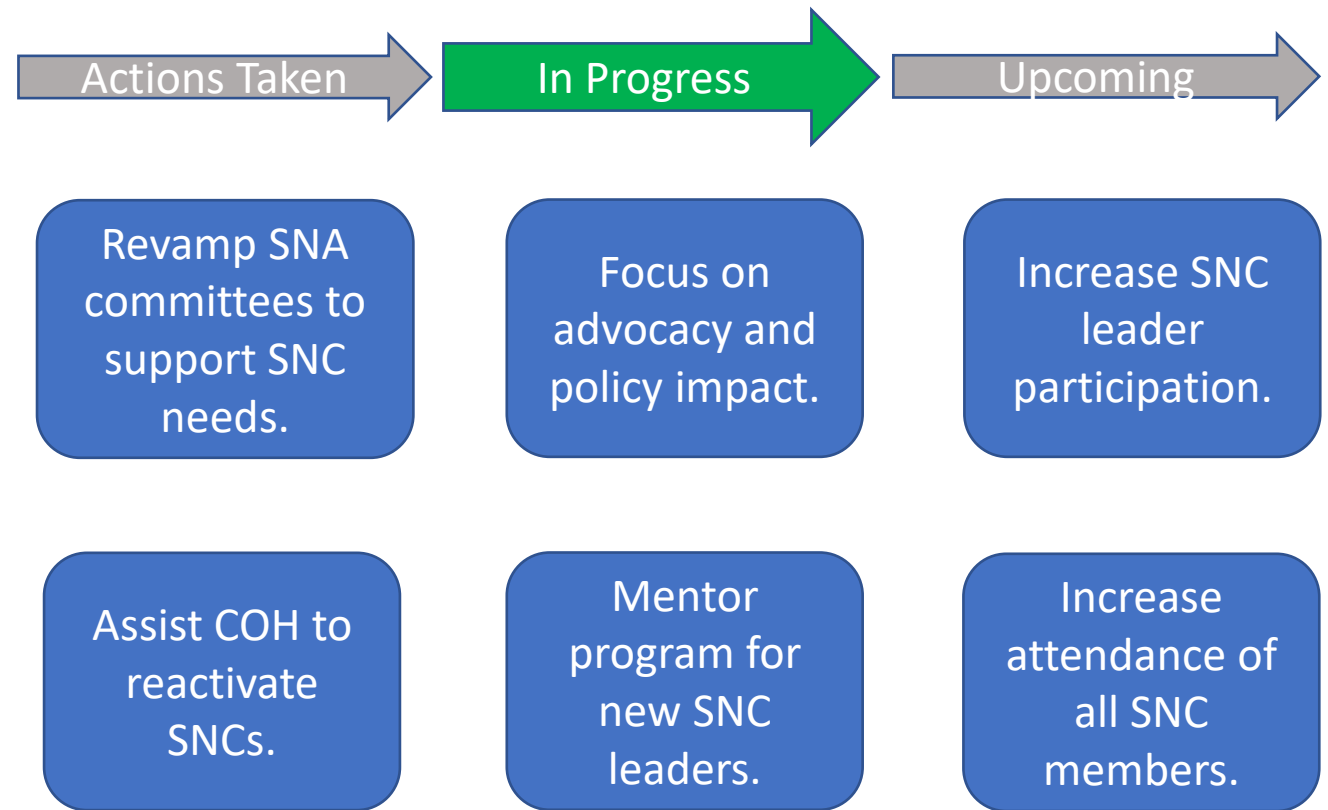 Actions Taken
In Progress
Upcoming
Revamp SNA
committees to
support SNC
needs.
Focus on
advocacy and
policy impact.
Increase SNC
leader
participation.
Assist COH to
reactivate
SNCs.
Mentor
program for
new SNC
leaders.
Increase
attendance of
all SNC
members.